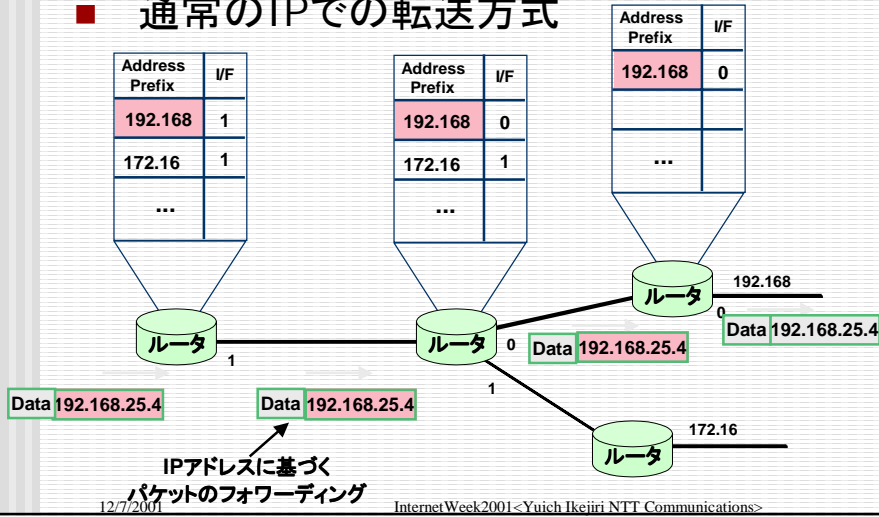 通常のIPでの転送方式
Address Prefix I/F
192.168 1
172.16 1
...
Address Prefix I/F
192.168 0
172.16 1
...
Address Prefix I/F
192.168 0
...
ルータ
1
ルータ
0
1
ルータ
192.168
0
ルータ
172.16
Data 192.168.25.4
Data 192.168.25.4
Data 192.168.25.4
Data 192.168.25.4
IPアドレスに基づく
パケットのフォワーディング
12/7/2001
InternetWeek2001<Yuich Ikejiri NTT Communications>